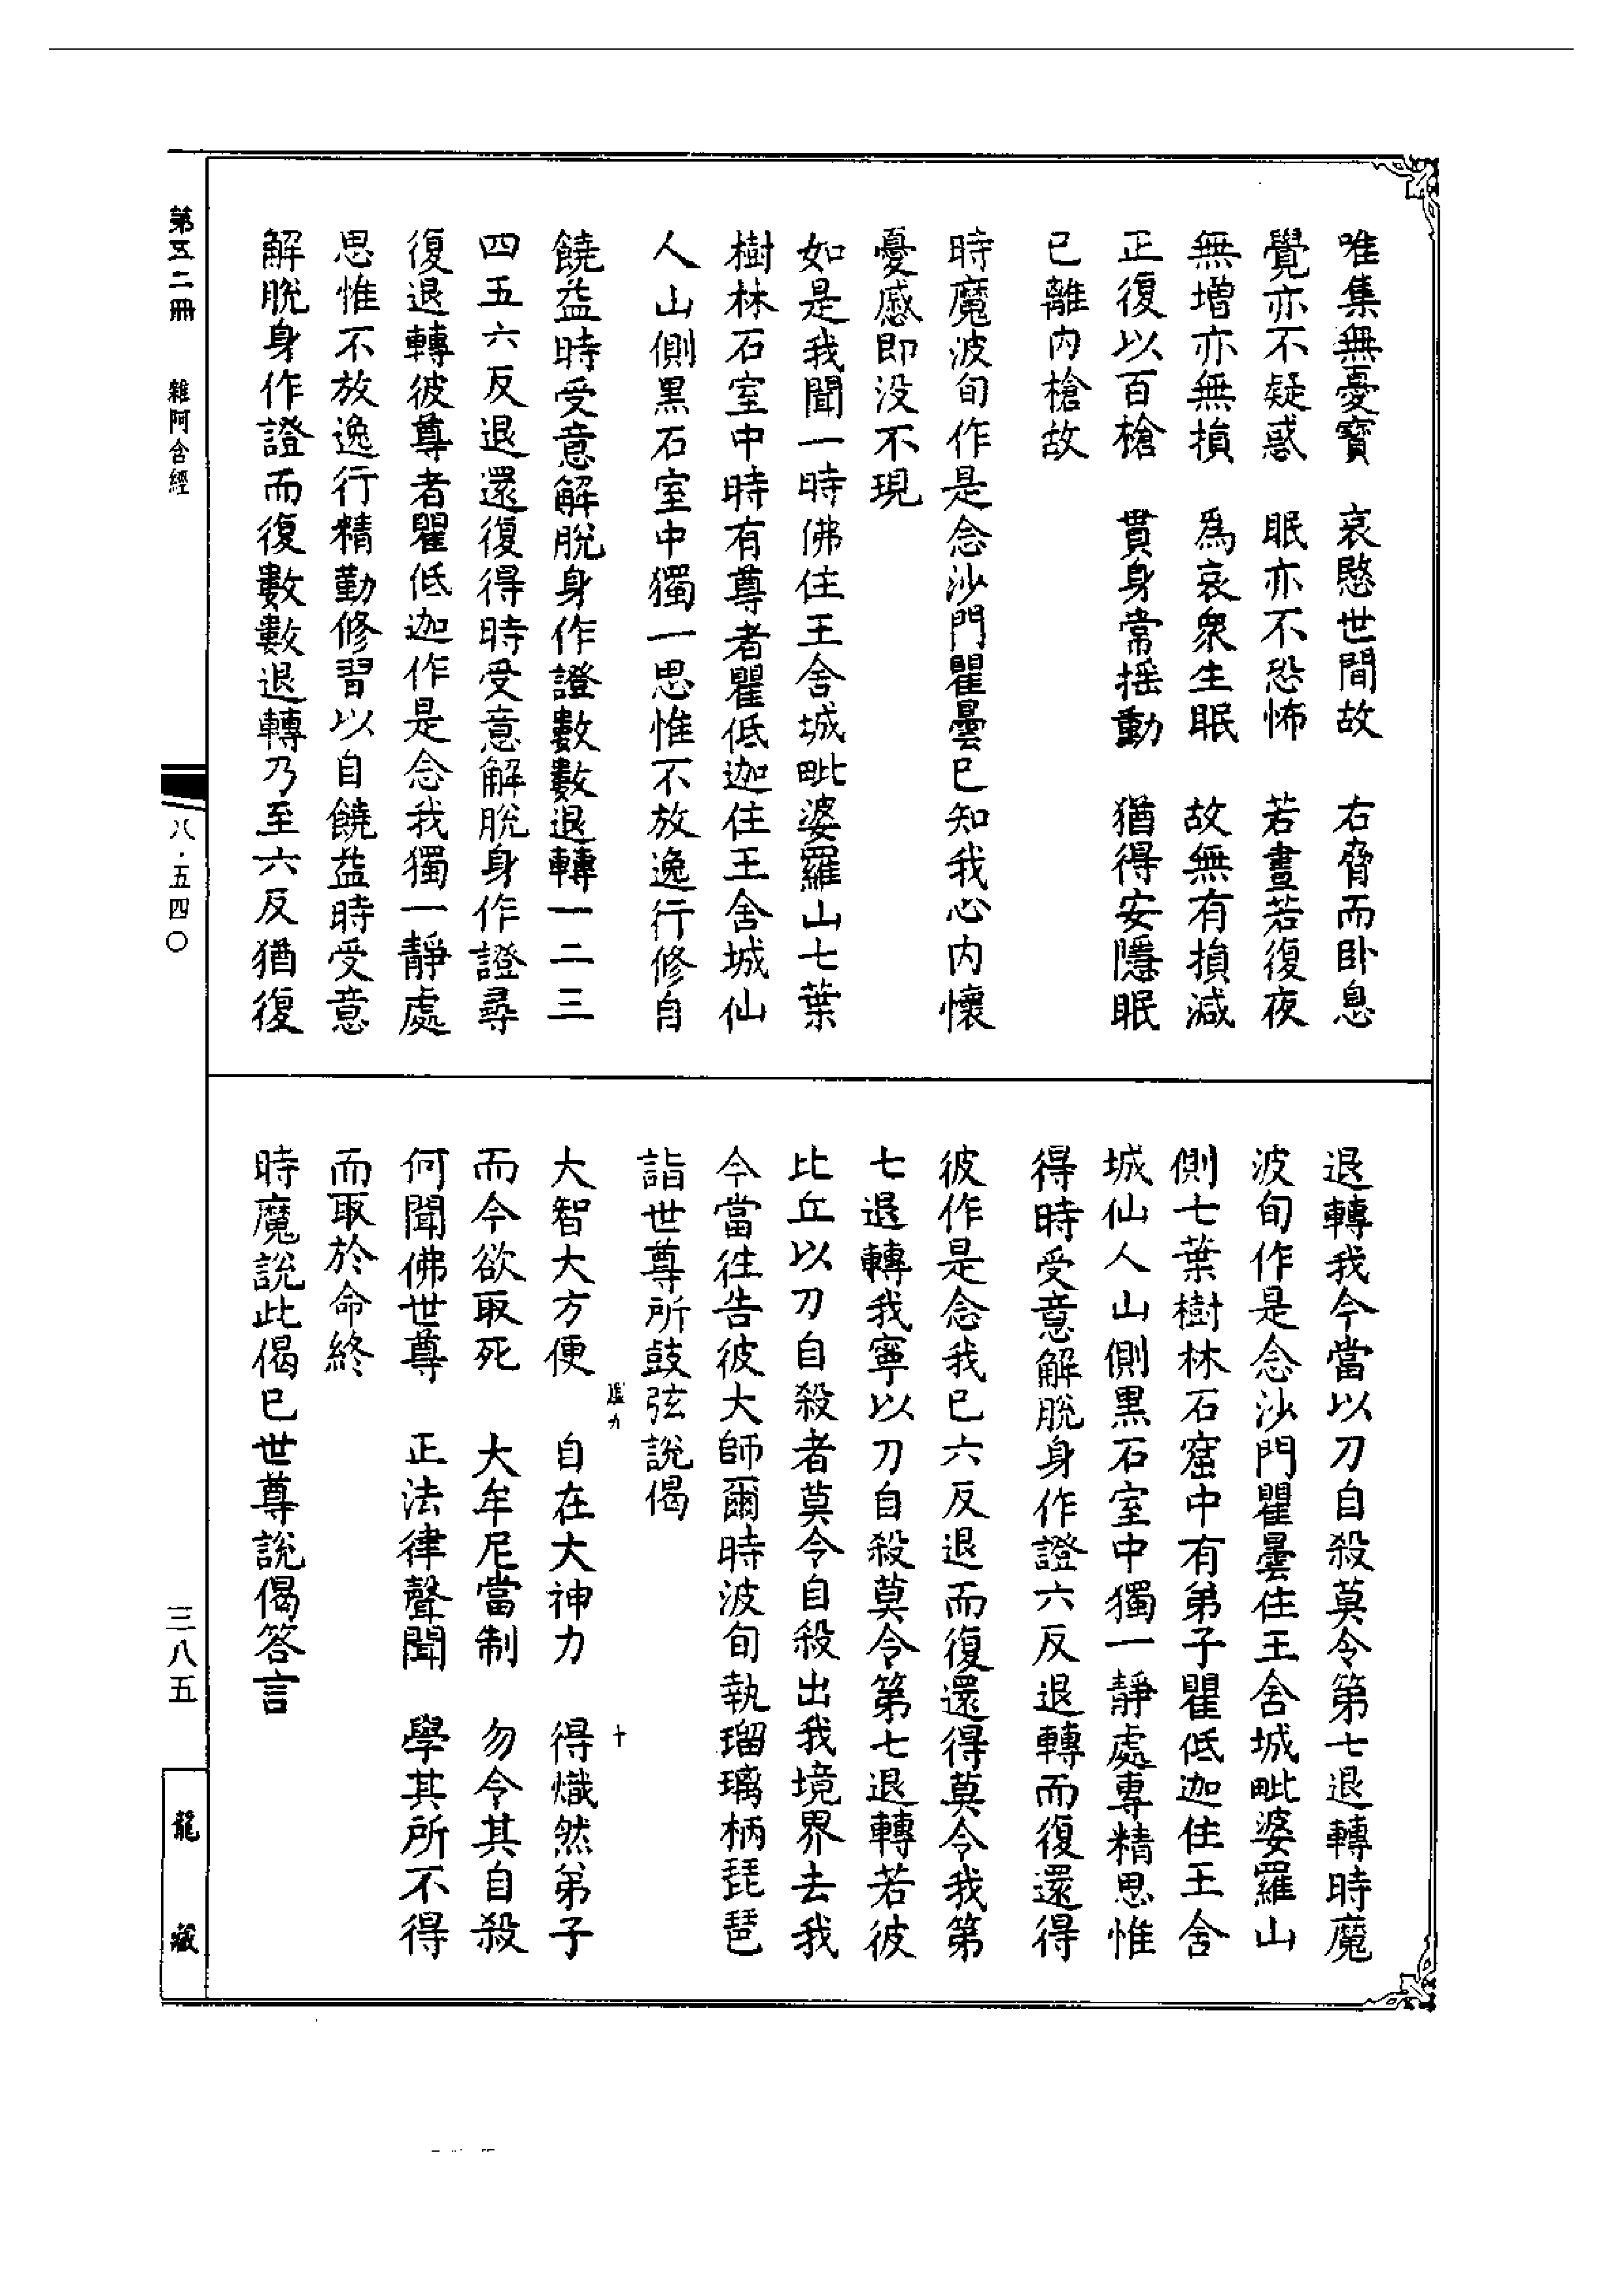 唯集無憂寶　哀愍世間故　右脅而卧息
覺亦不疑惑　眠亦不恐怖　若晝若復夜
無增亦無損　爲哀衆生眠　故無有損減
正復以百槍　貫身常摇動　猶得安隱眠
已離内槍故
時魔波旬作是念沙門瞿曇已知我心内懷
憂慼即没不現
如是我聞一時佛住王舍城毗婆羅山七葉
樹林石室中時有尊者瞿低迦住王舍城仙
人山側黑石室中獨一思惟不放逸行修自
饒益時受意解脫身作證數數退轉一二三
四五六反退還復得時受意解脫身作證尋
復退轉彼尊者瞿低迦作是念我獨一靜處
思惟不放逸行精勤修習以自饒益時受意
解脫身作證而復數數退轉乃至六反猶復
退轉我今當以刀自殺莫令第七退轉時魔
波旬作是念沙門瞿曇住王舍城毗婆羅山
側七葉樹林石窟中有弟子瞿低迦住王舍
城仙人山側黑石室中獨一靜處專精思惟
得時受意解脫身作證六反退轉而復還得
彼作是念我已六反退而復還得莫令我第
七退轉我寧以刀自殺莫令第七退轉若彼
比丘以刀自殺者莫令自殺出我境界去我
今當往告彼大師爾時波旬執瑠璃柄琵琶
詣世尊所鼓弦說偈
大智大方便　自在大神力　得熾然弟子
而今欲取死　大牟尼當制　勿令其自殺
何聞佛世尊　正法律聲聞　學其所不得
而取於命終
時魔說此偈已世尊說偈答言
十
第五二冊　雜阿含經
八·五四〇
三八五
龍藏